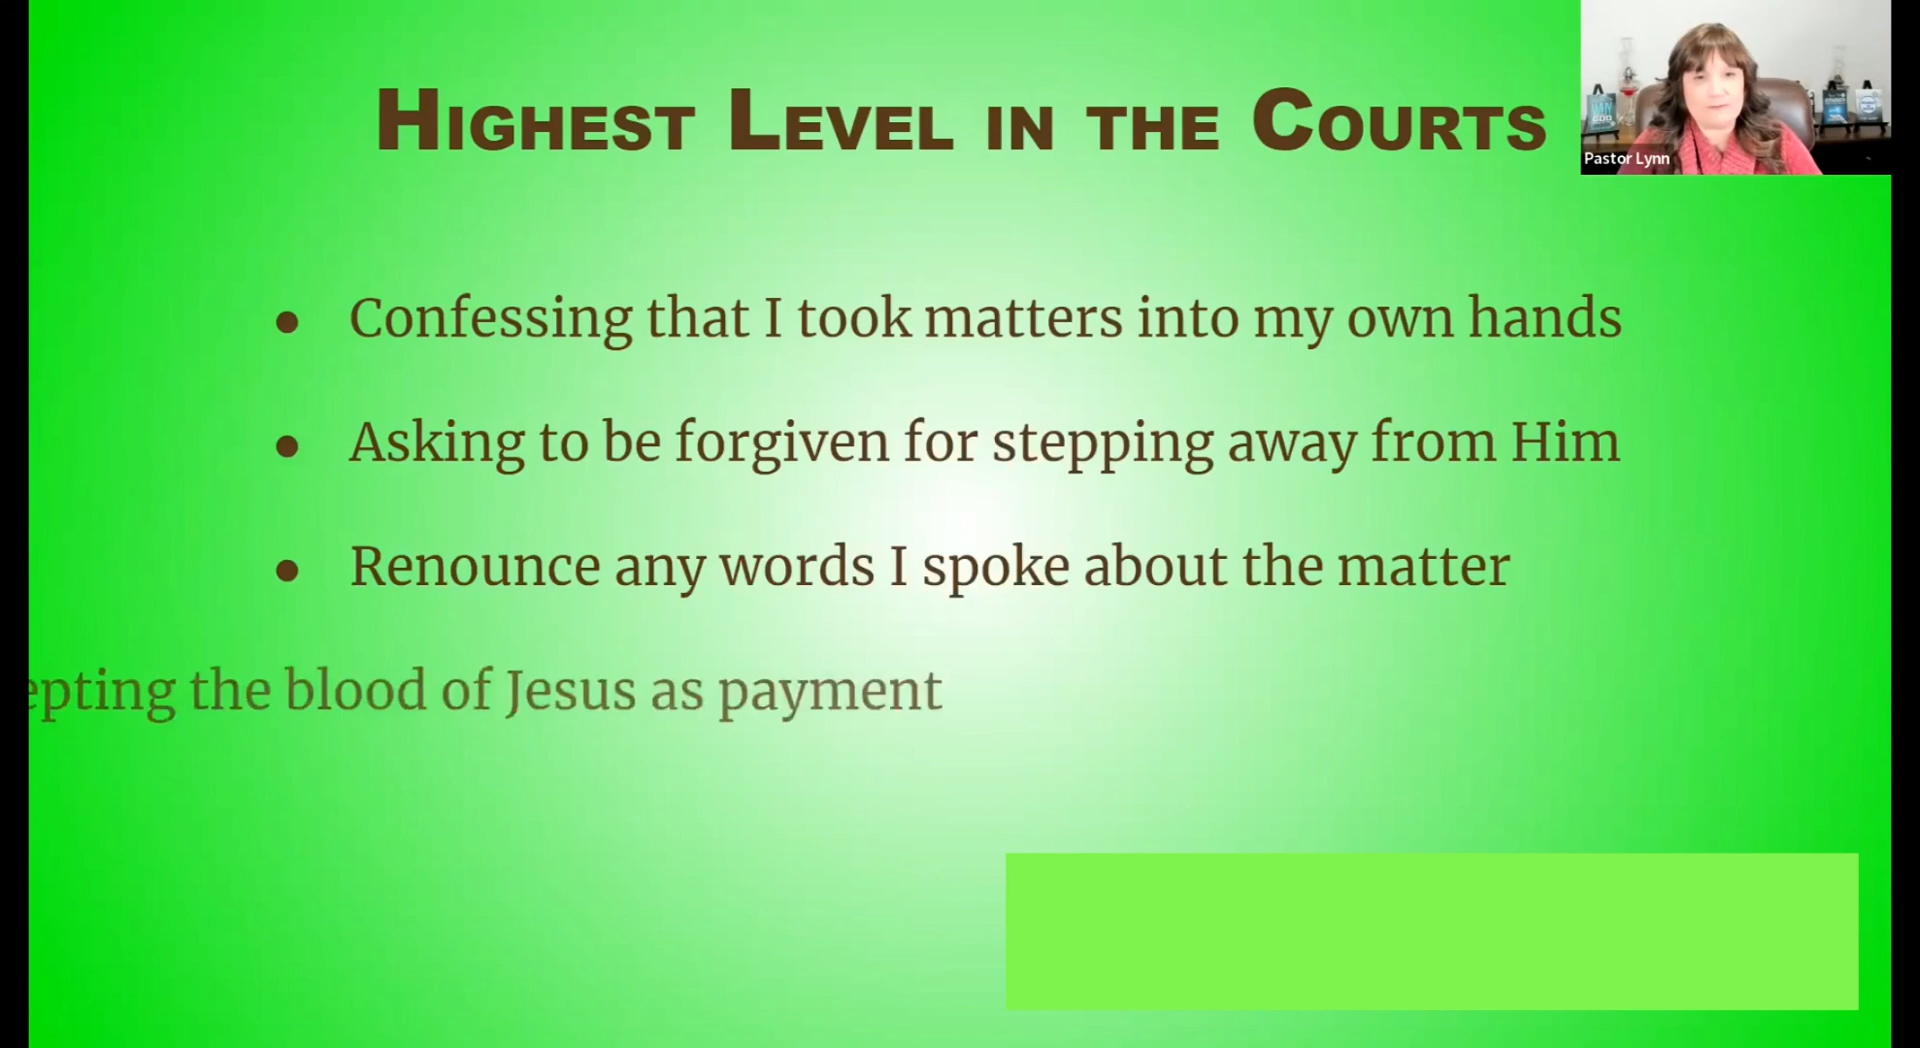 Highest Level in the Courts
Pastor Lynn
● Confessing that I took matters into my own hands
● Asking to be forgiven for stepping away from Him
● Renounce any words I spoke about the matter
epting the blood of Jesus as payment